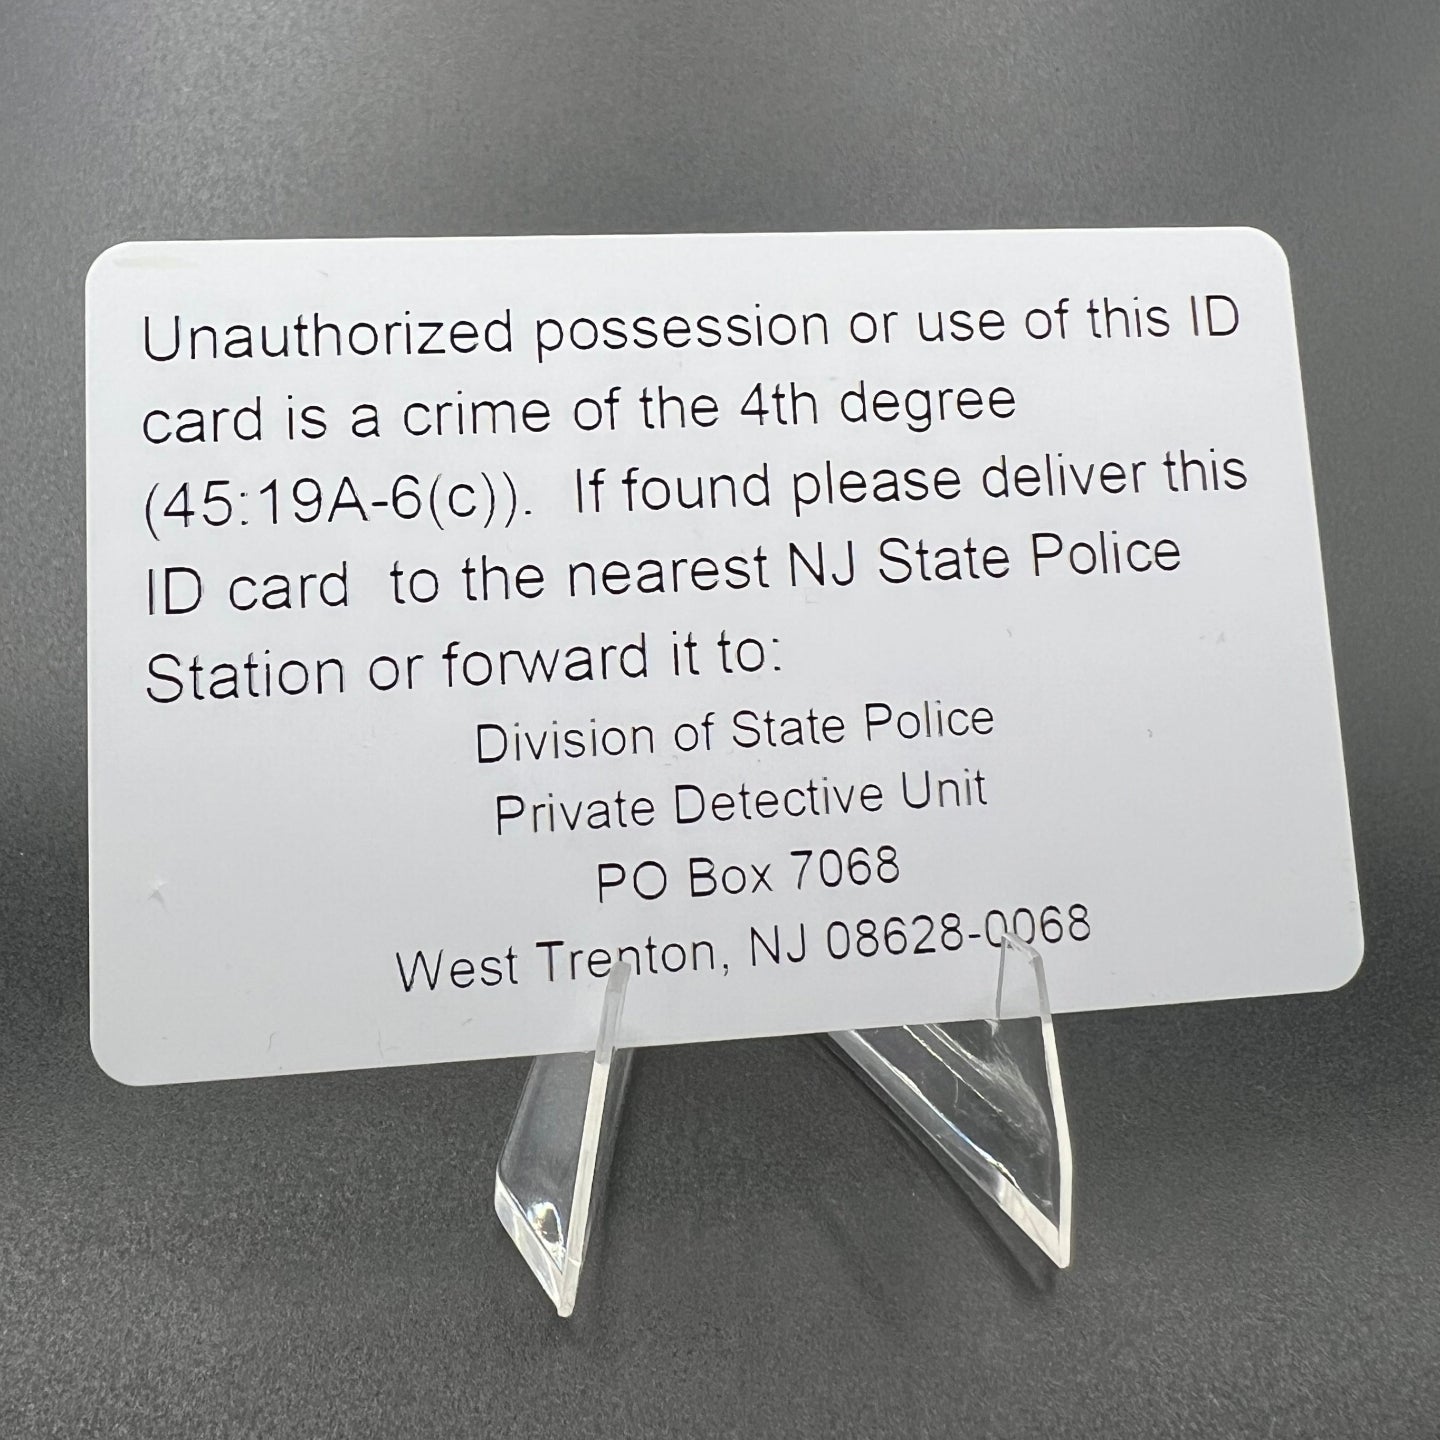 Unauthorized possession or use of this ID
card is a crime of the 4th degree
(45:19A-6(c)).  If found please deliver this
ID card  to the nearest NJ State Police
Station or forward it to:
Division of State Police
Private Detective Unit
PO Box 7068
West Trenton, NJ 08628-0068